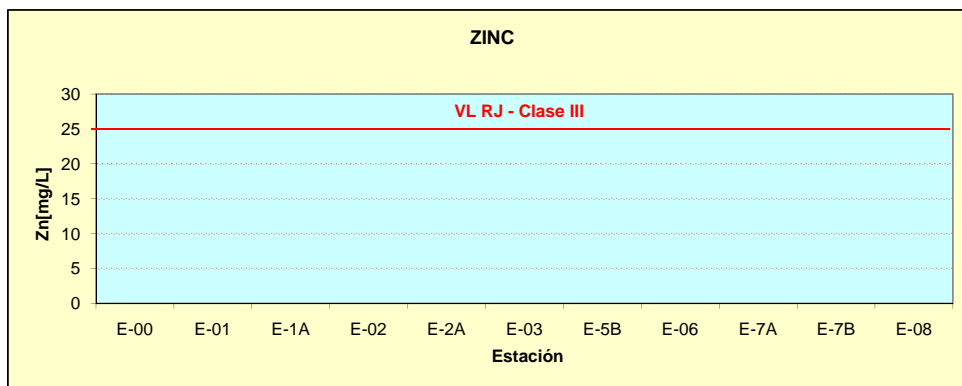 ZINC
VL RJ - Clase III
30
25
20
15
10
5
0
Zn[mg/L]
E-00 E-01 E-1A E-02 E-2A E-03 E-5B E-06 E-7A E-7B E-08
Estación